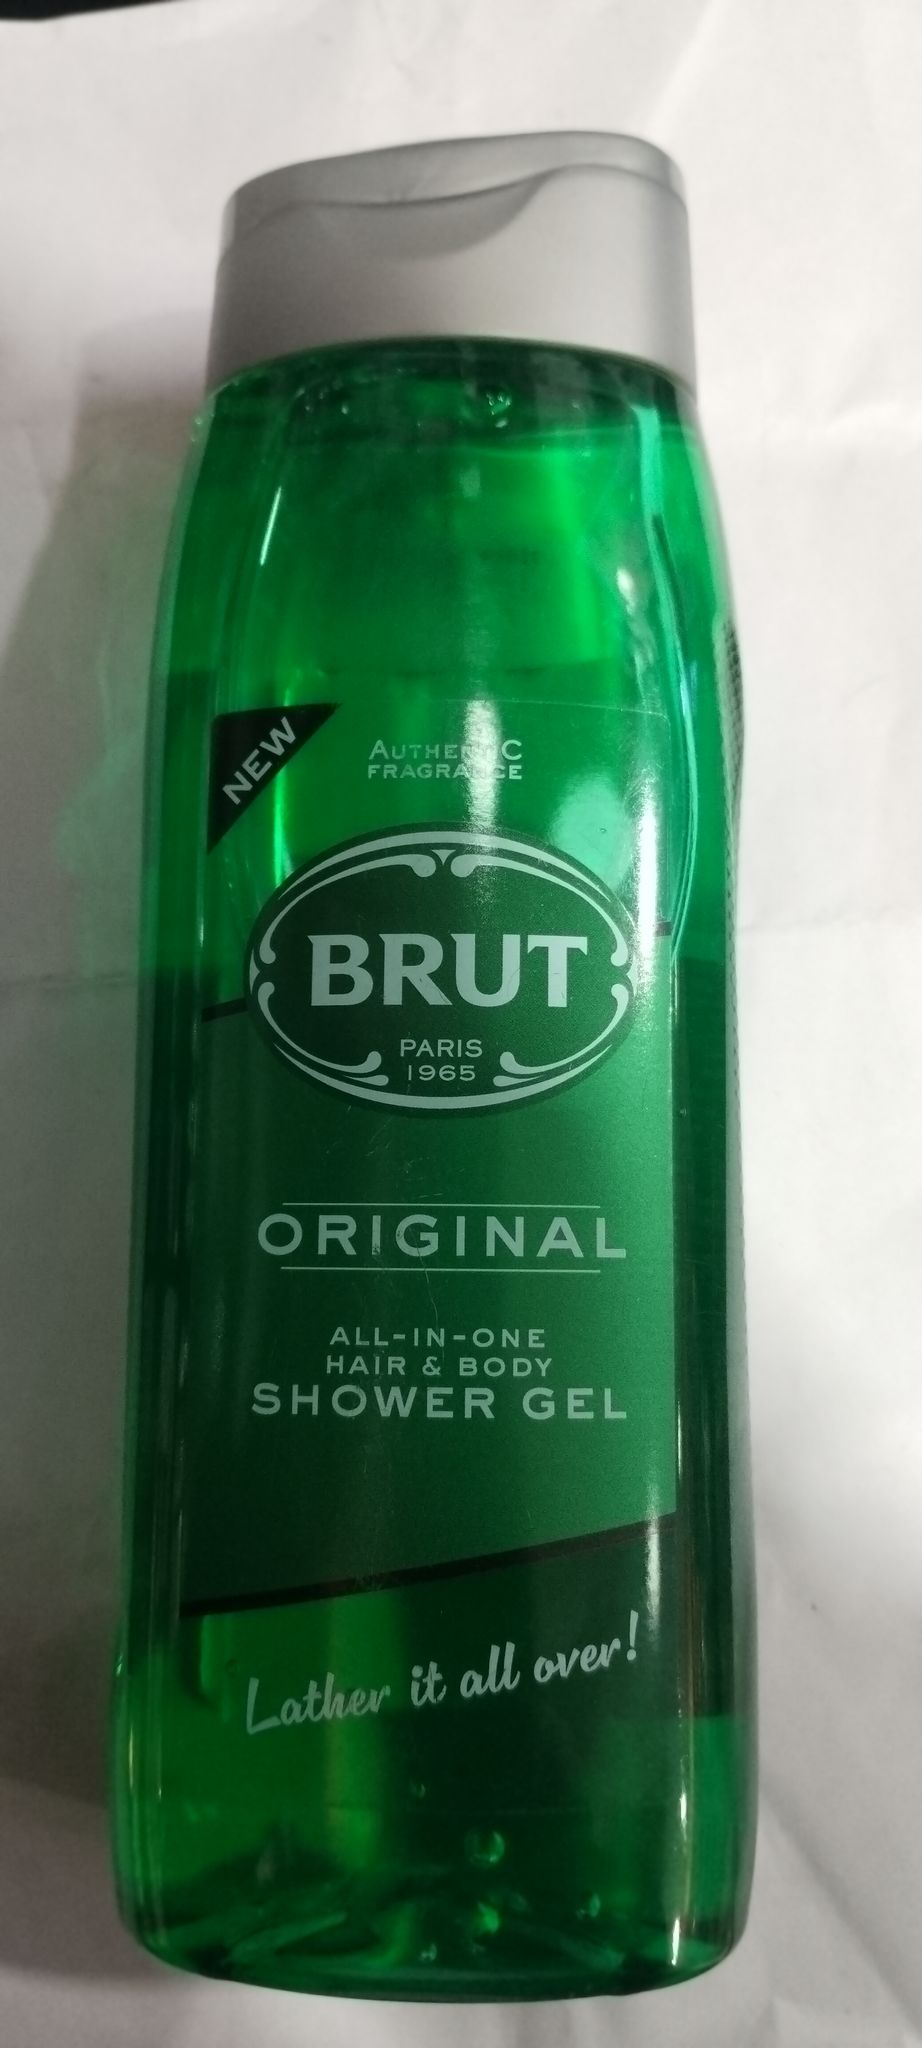 NEW
AUTHENTIC
FRAGRANCE
BRUT
PARIS
1965
ORIGINAL
ALL-IN-ONE
HAIR & BODY
SHOWER GEL
Lather it all over!